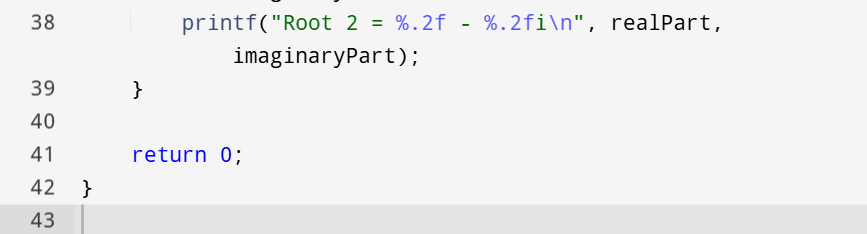 38 printf("Root 2 = %.2f - %.2fi\n", realPart,
imaginaryPart);
39 }
40
41 return 0;
42 }
43